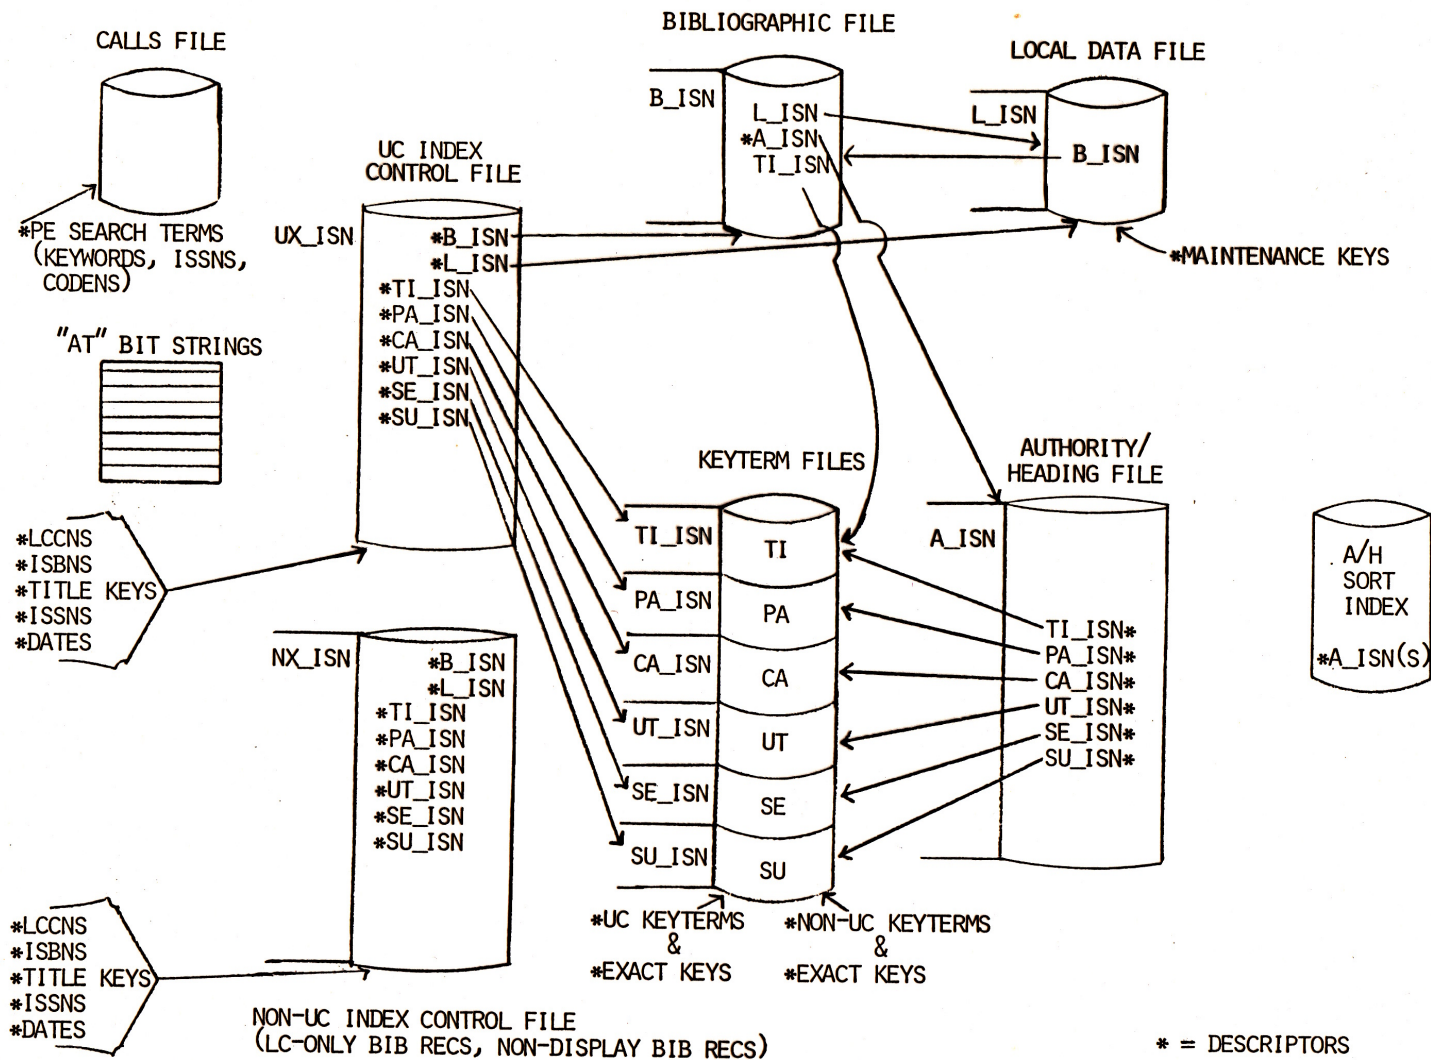 CALLS FILE
*PE SEARCH TERMS
(KEYWORDS, ISSNS,
CODENS)
"AT" BIT STRINGS
*LCCNS
*ISBNS
*TITLE KEYS
*ISSNS
*DATES
UC INDEX
CONTROL FILE
UX_ISN
*B_ISN
*L_ISN
*TI_ISN
*PA_ISN
*CA_ISN
*UT_ISN
*SE_ISN
*SU_ISN
BIBLIOGRAPHIC FILE
B_ISN
L_ISN
*A_ISN
TI_ISN
LOCAL DATA FILE
L_ISN
B_ISN
*MAINTENANCE KEYS
NX_ISN
*B_ISN
*L_ISN
*TI_ISN
*PA_ISN
*CA_ISN
*UT_ISN
*SE_ISN
*SU_ISN
*LCCNS
*ISBNS
*TITLE KEYS
*ISSNS
*DATES
NON-UC INDEX CONTROL FILE
(LC-ONLY BIB RECS, NON-DISPLAY BIB RECS)
KEYTERM FILES
TI_ISN TI
PA_ISN PA
CA_ISN CA
UT_ISN UT
SE_ISN SE
SU_ISN SU
*UC KEYTERMS
&
*EXACT KEYS
*NON-UC KEYTERMS
&
*EXACT KEYS
AUTHORITY/
HEADING FILE
A_ISN
TI_ISN*
PA_ISN*
CA_ISN*
UT_ISN*
SE_ISN*
SU_ISN*
A/H
SORT
INDEX
*A_ISN(S)
* = DESCRIPTORS